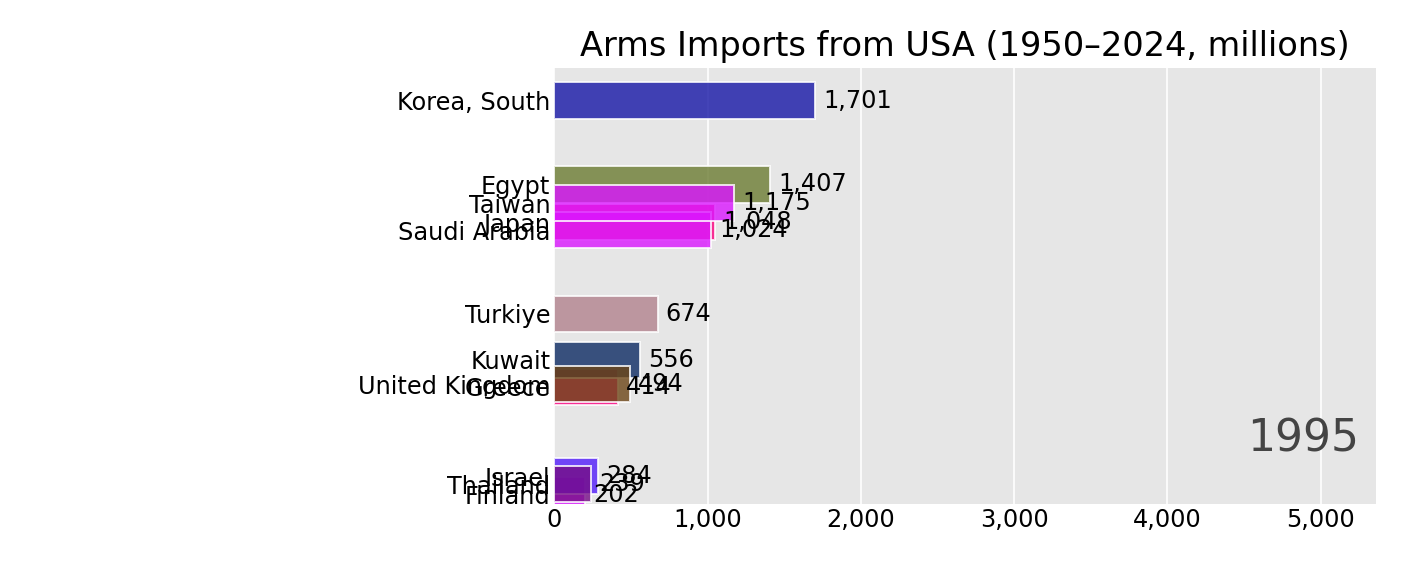 Arms Imports from USA (1950–2024, millions)
Korea, South 1,701
Egypt 1,407
Taiwan 1,175
Japan 1,048
Saudi Arabia 1,024
Turkiye 674
Kuwait 556
United Kingdom 494
Greece 414
1995
Israel 284
Thailand 239
Finland 202
0 1,000 2,000 3,000 4,000 5,000